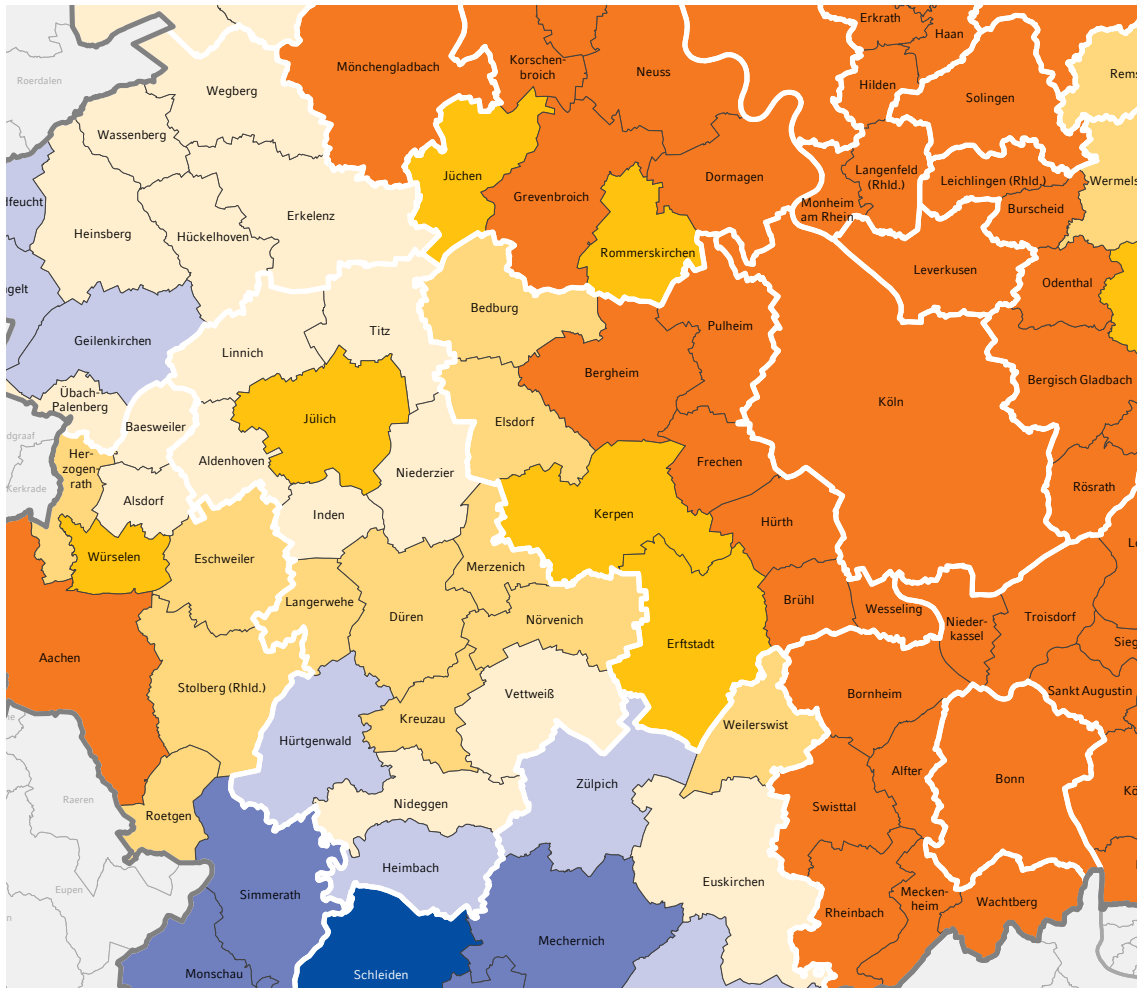 Erkrath
Haan
Korschen-
broich
Mönchengladbach
Neuss
Rems
Roerdalen
Hilden
Wegberg
Solingen
Wassenberg
Langenfeld
(Rhld.)
Leichlingen (Rhld.)
Wermels
Jüchen
Dormagen
Grevenbroich
Monheim
am Rhein
Burscheid
lfeucht
Erkelenz
Heinsberg
Hückelhoven
Rommerskirchen
Leverkusen
Odenthal
ngelt
Bedburg
Pulheim
Titz
Geilenkirchen
Linnich
Bergheim
Bergisch Gladbach
Übach-
Palenberg
Köln
Jülich
Elsdorf
Baesweiler
dgraaf
Her-
zogen-
rath
Aldenhoven
Niederzier
Frechen
Kerkrade
Rösrath
Alsdorf
Inden
Kerpen
Hürth
Würselen
Eschweiler
Merzenich
Langerwehe
Brühl
Wesseling
Düren
Nörvenich
Nieder-
kassel
Troisdorf
Sieg
Erftstadt
Aachen
Stolberg (Rhld.)
Vettweiß
Bornheim
Sankt Augustin
Kreuzau
Weilerswist
Hürtgenwald
Alfter
Bonn
Zülpich
Raeren
Nideggen
Swisttal
Roetgen
Heimbach
Euskirchen
Eupen
Simmerath
Mecken-
heim
Wachtberg
Rheinbach
Mechernich
Monschau
Schleiden